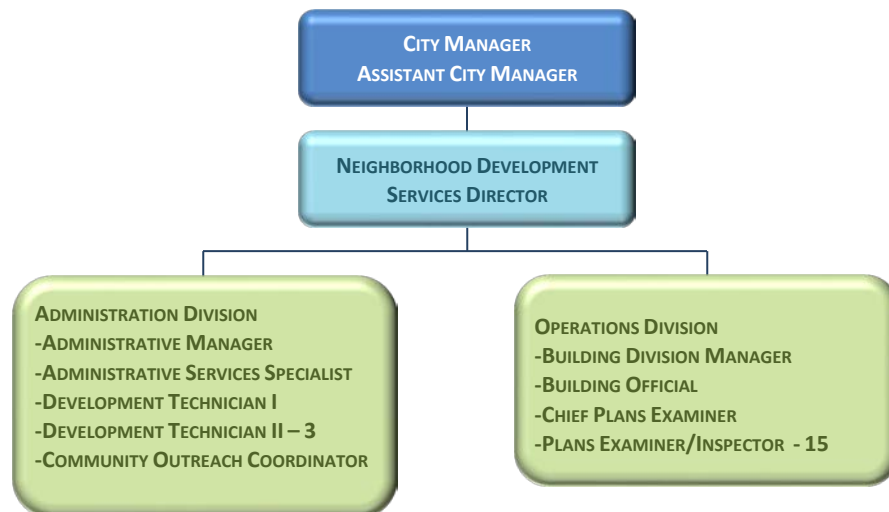 CITY MANAGER
ASSISTANT CITY MANAGER
NEIGHBORHOOD DEVELOPMENT
SERVICES DIRECTOR
ADMINISTRATION DIVISION
-ADMINISTRATIVE MANAGER
-ADMINISTRATIVE SERVICES SPECIALIST
-DEVELOPMENT TECHNICIAN I
-DEVELOPMENT TECHNICIAN II – 3
-COMMUNITY OUTREACH COORDINATOR
OPERATIONS DIVISION
-BUILDING DIVISION MANAGER
-BUILDING OFFICIAL
-CHIEF PLANS EXAMINER
-PLANS EXAMINER/INSPECTOR - 15